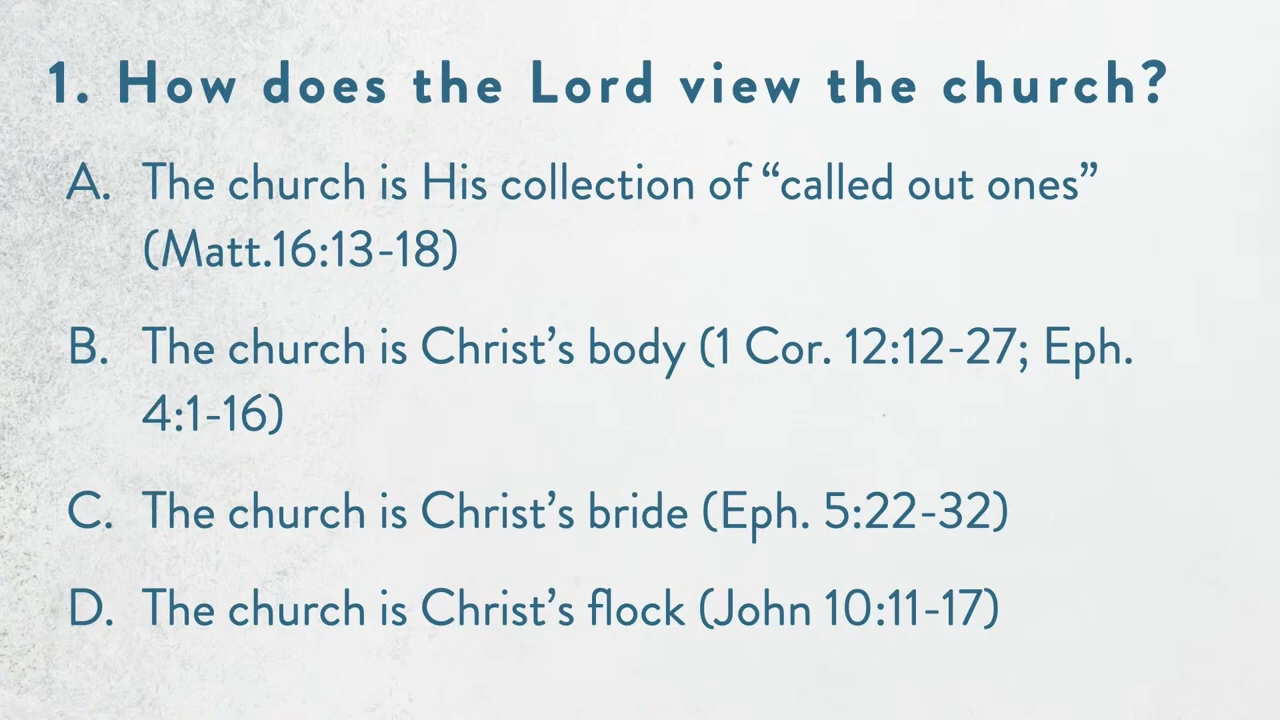 1. How does the Lord view the church?
A. The church is His collection of “called out ones”
(Matt.16:13-18)
B. The church is Christ’s body (1 Cor. 12:12-27; Eph.
4:1-16)
C. The church is Christ’s bride (Eph. 5:22-32)
D. The church is Christ’s flock (John 10:11-17)